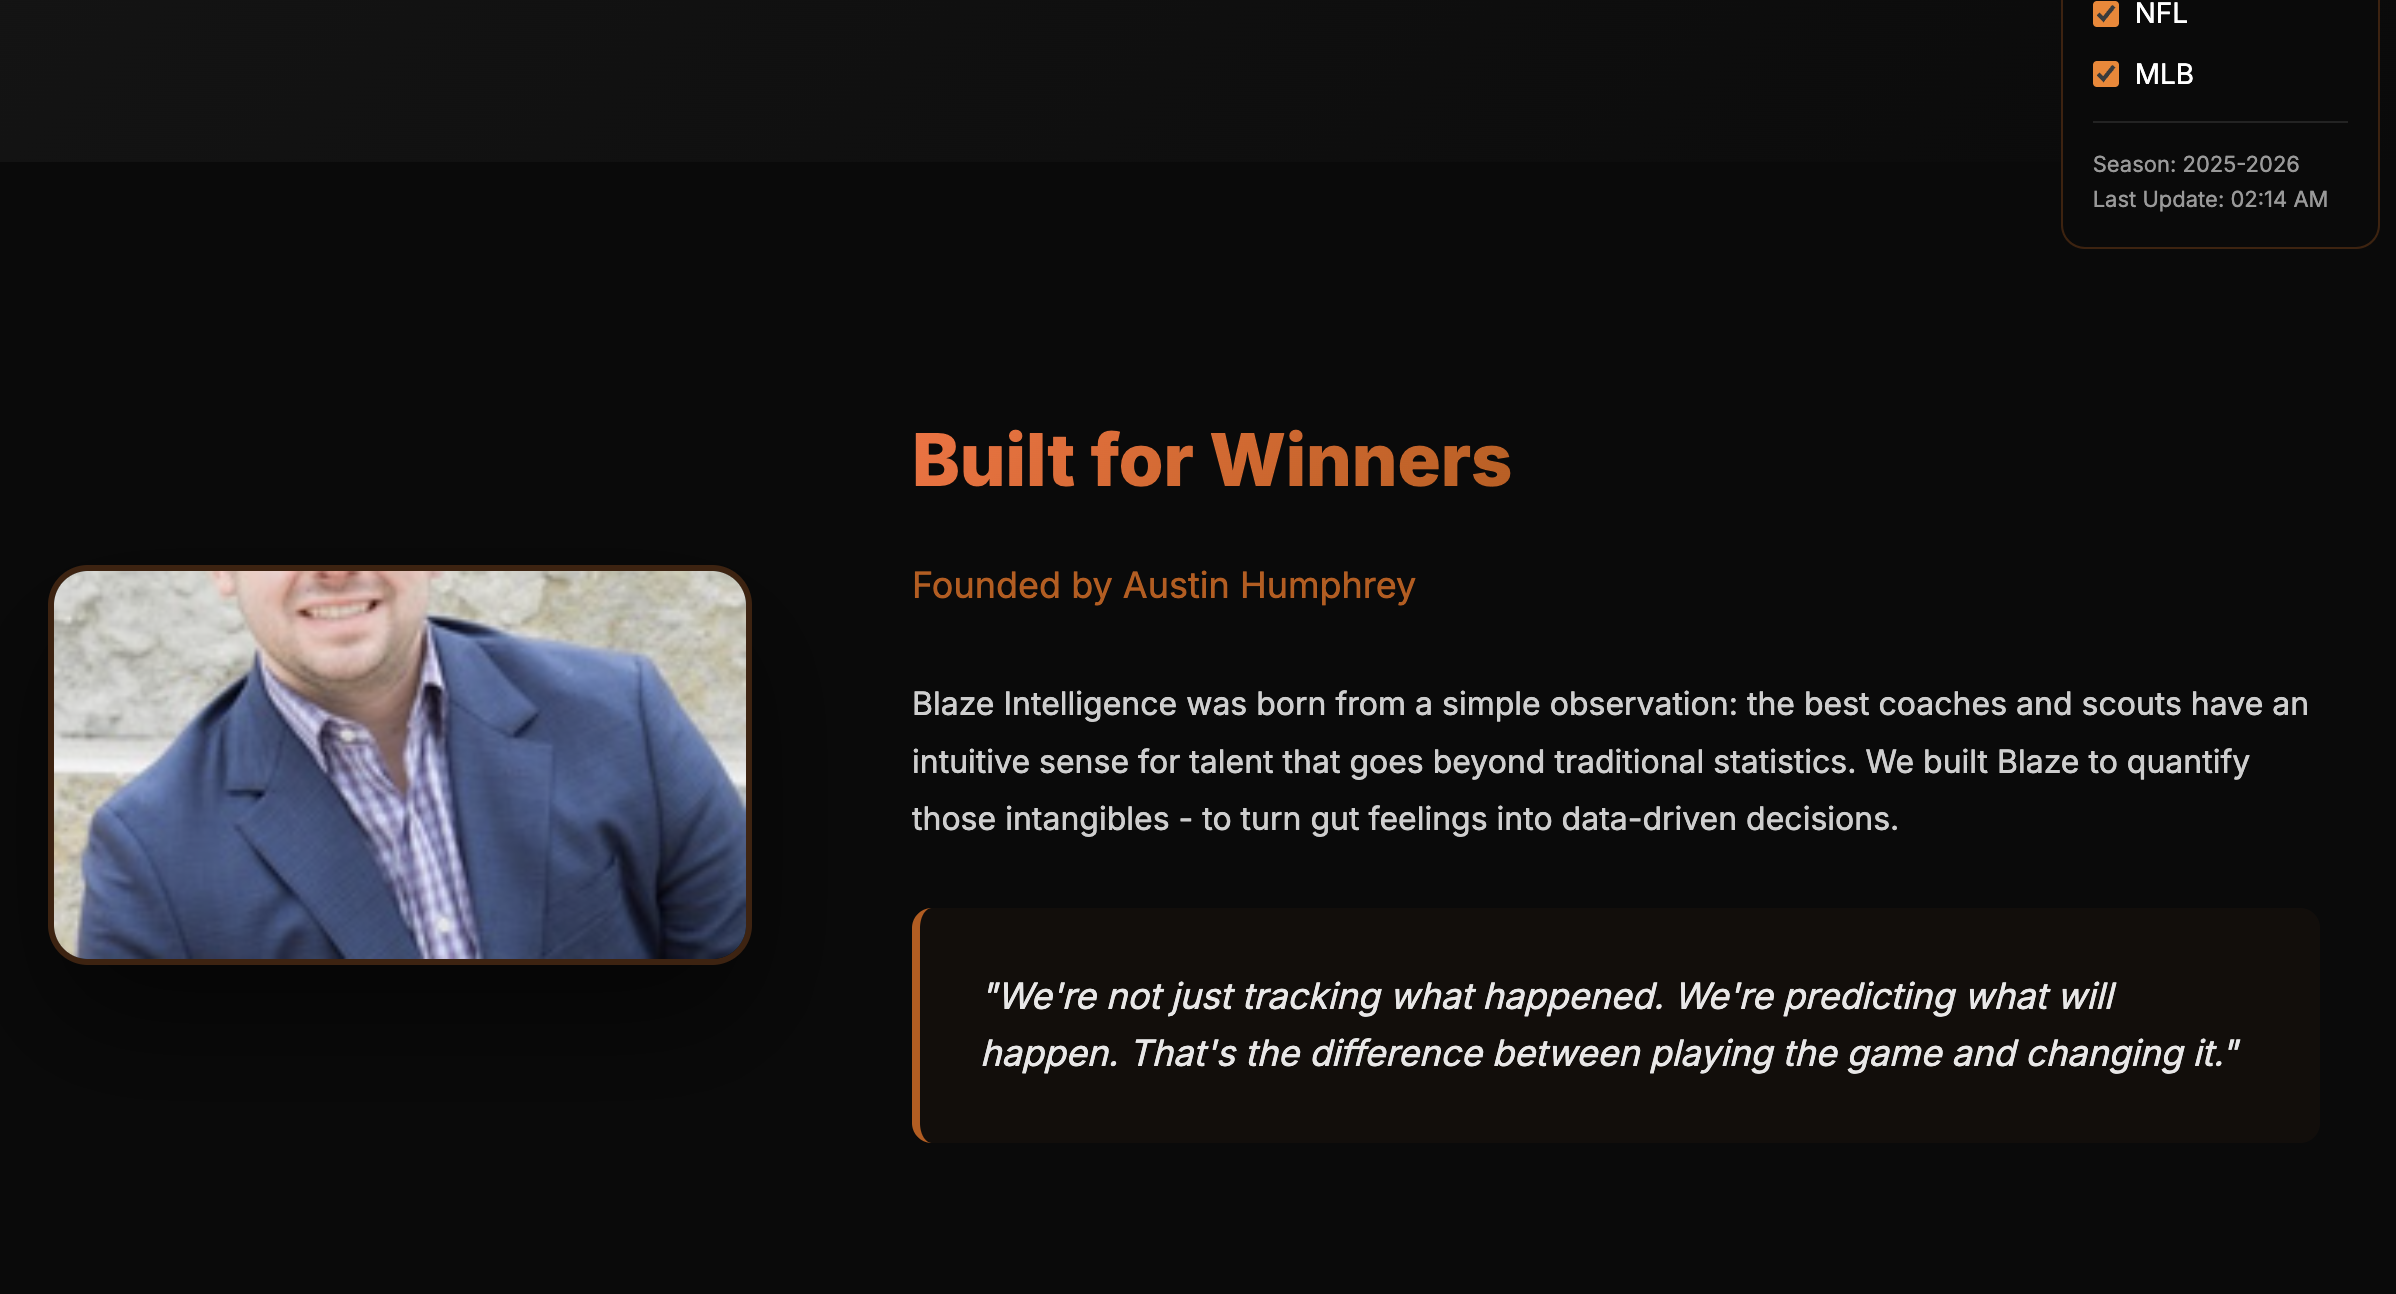 NFL
MLB
Season: 2025-2026
Last Update: 02:14 AM
Built for Winners
Founded by Austin Humphrey
Blaze Intelligence was born from a simple observation: the best coaches and scouts have an
intuitive sense for talent that goes beyond traditional statistics. We built Blaze to quantify
those intangibles - to turn gut feelings into data-driven decisions.
"We're not just tracking what happened. We're predicting what will
happen. That's the difference between playing the game and changing it."